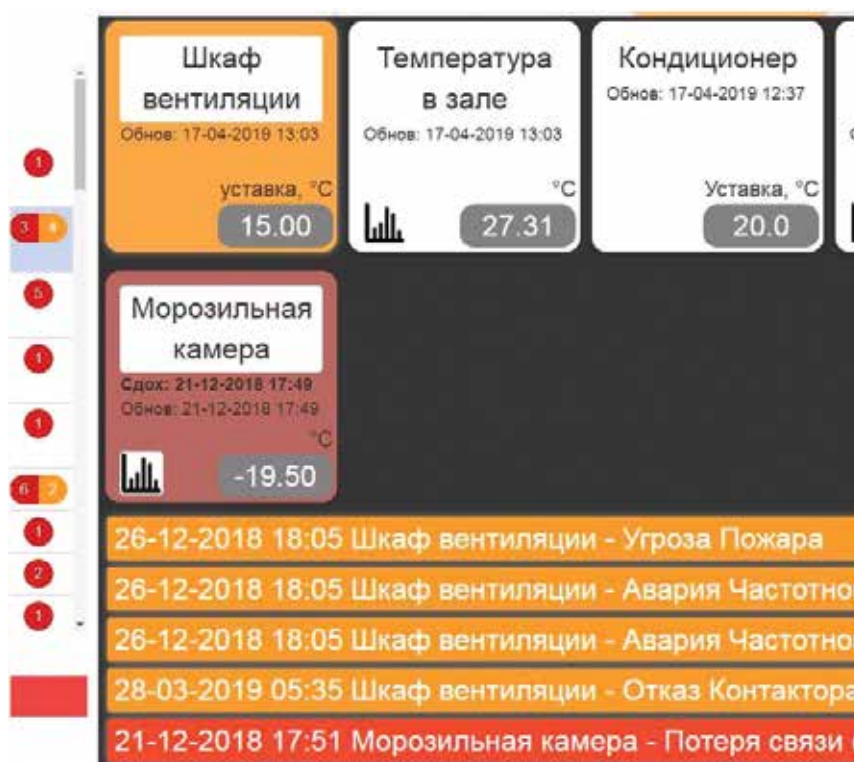 1
3
5
1
1
6 2
1
2
1
Шкаф
вентиляции
Обнов: 17-04-2019 13:03
уставка, °C
15.00
Температура
в зале
Обнов: 17-04-2019 13:03
°C
27.31
Кондиционер
Обнов: 17-04-2019 12:37
Уставка, °C
20.0
Морозильная
камера
Сдох: 21-12-2018 17:49
Обнов: 21-12-2018 17:49
°C
-19.50
26-12-2018 18:05 Шкаф вентиляции - Угроза Пожара
26-12-2018 18:05 Шкаф вентиляции - Авария Частотно
26-12-2018 18:05 Шкаф вентиляции - Авария Частотно
28-03-2019 05:35 Шкаф вентиляции - Отказ Контактора
21-12-2018 17:51 Морозильная камера - Потеря связи